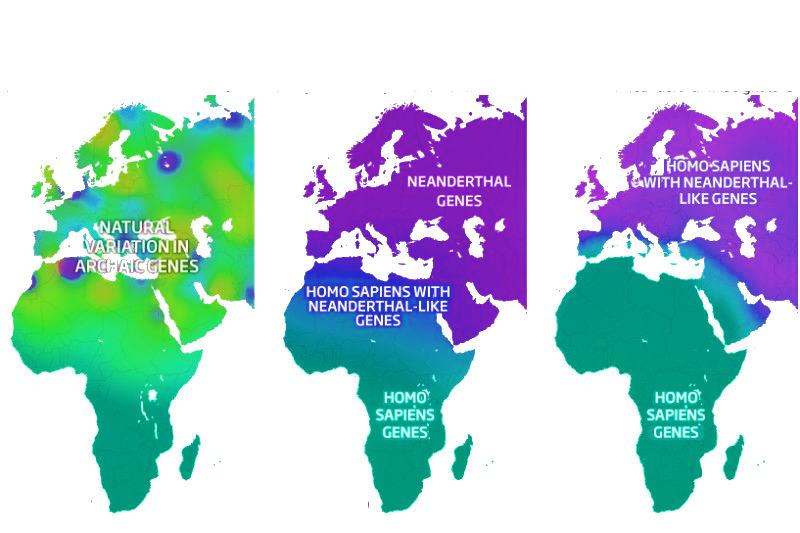 NATURAL
VARIATION IN
ARCHAIC GENES
NEANDERTHAL
GENES
HOMO SAPIENS WITH
NEANDERTHAL-LIKE
GENES
HOMO
SAPIENS
GENES
HOMO SAPIENS
WITH NEANDERTHAL-
LIKE GENES
HOMO
SAPIENS
GENES